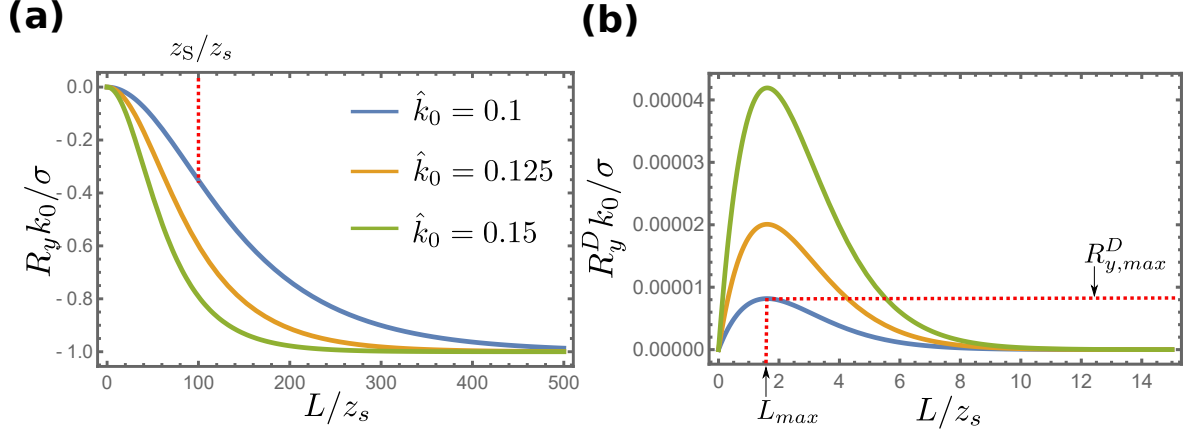 (a)
z_S/z_s
0.0
-0.2
-0.4
-0.6
-0.8
-1.0
R_y k_0/σ
k̂_0 = 0.1
k̂_0 = 0.125
k̂_0 = 0.15
0 100 200 300 400 500
L/z_s
(b)
0.00004
0.00003
0.00002
0.00001
0.00000
R_y^D k_0/σ
R_{y,max}^D
0 2 4 6 8 10 12 14
L_{max}
L/z_s